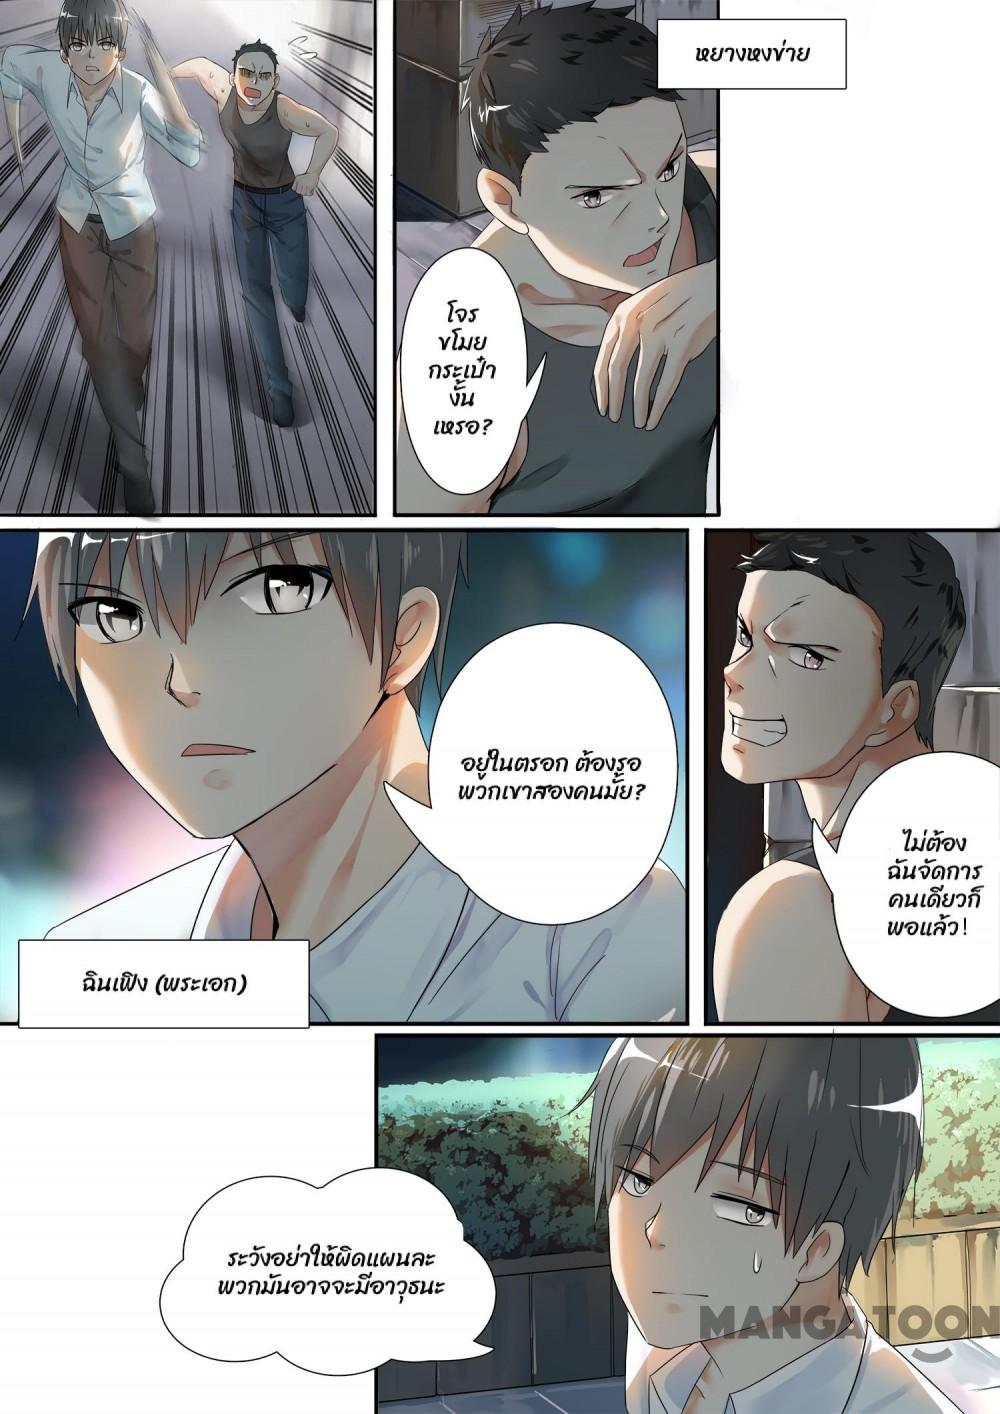 หยางหงข่าย
โจร
ขโมย
กระเป๋า
งั้น
เหรอ?
อยู่ในตรอก ต้องรอ
พวกเขาสองคนมั้ย?
ฉินเฟิง (พระเอก)
ไม่ต้อง
ฉันจัดการ
คนเดียวก็
พอแล้ว!
ระวังอย่าให้ผิดแผนละ
พวกมันอาจจะมีอาวุธนะ
MANGATOON